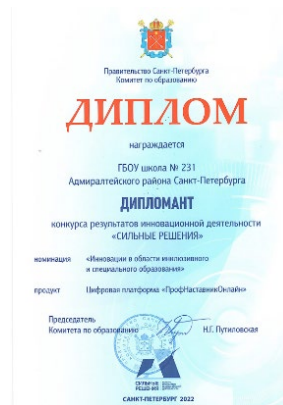 Правительство Санкт-Петербурга
Комитет по образованию
ДИПЛОМ
награждается
ГБОУ школа № 231
Адмиралтейского района Санкт-Петербурга
ДИПЛОМАНТ
конкурса результатов инновационной деятельности
«СИЛЬНЫЕ РЕШЕНИЯ»
номинация «Инновации в области инклюзивного
и специального образования»
продукт Цифровая платформа «ПрофНаставникОнлайн»
Председатель
Комитета по образованию Н.Г. Путиловская
СИЛЬНЫЕ
РЕШЕНИЯ
САНКТ-ПЕТЕРБУРГ 2022